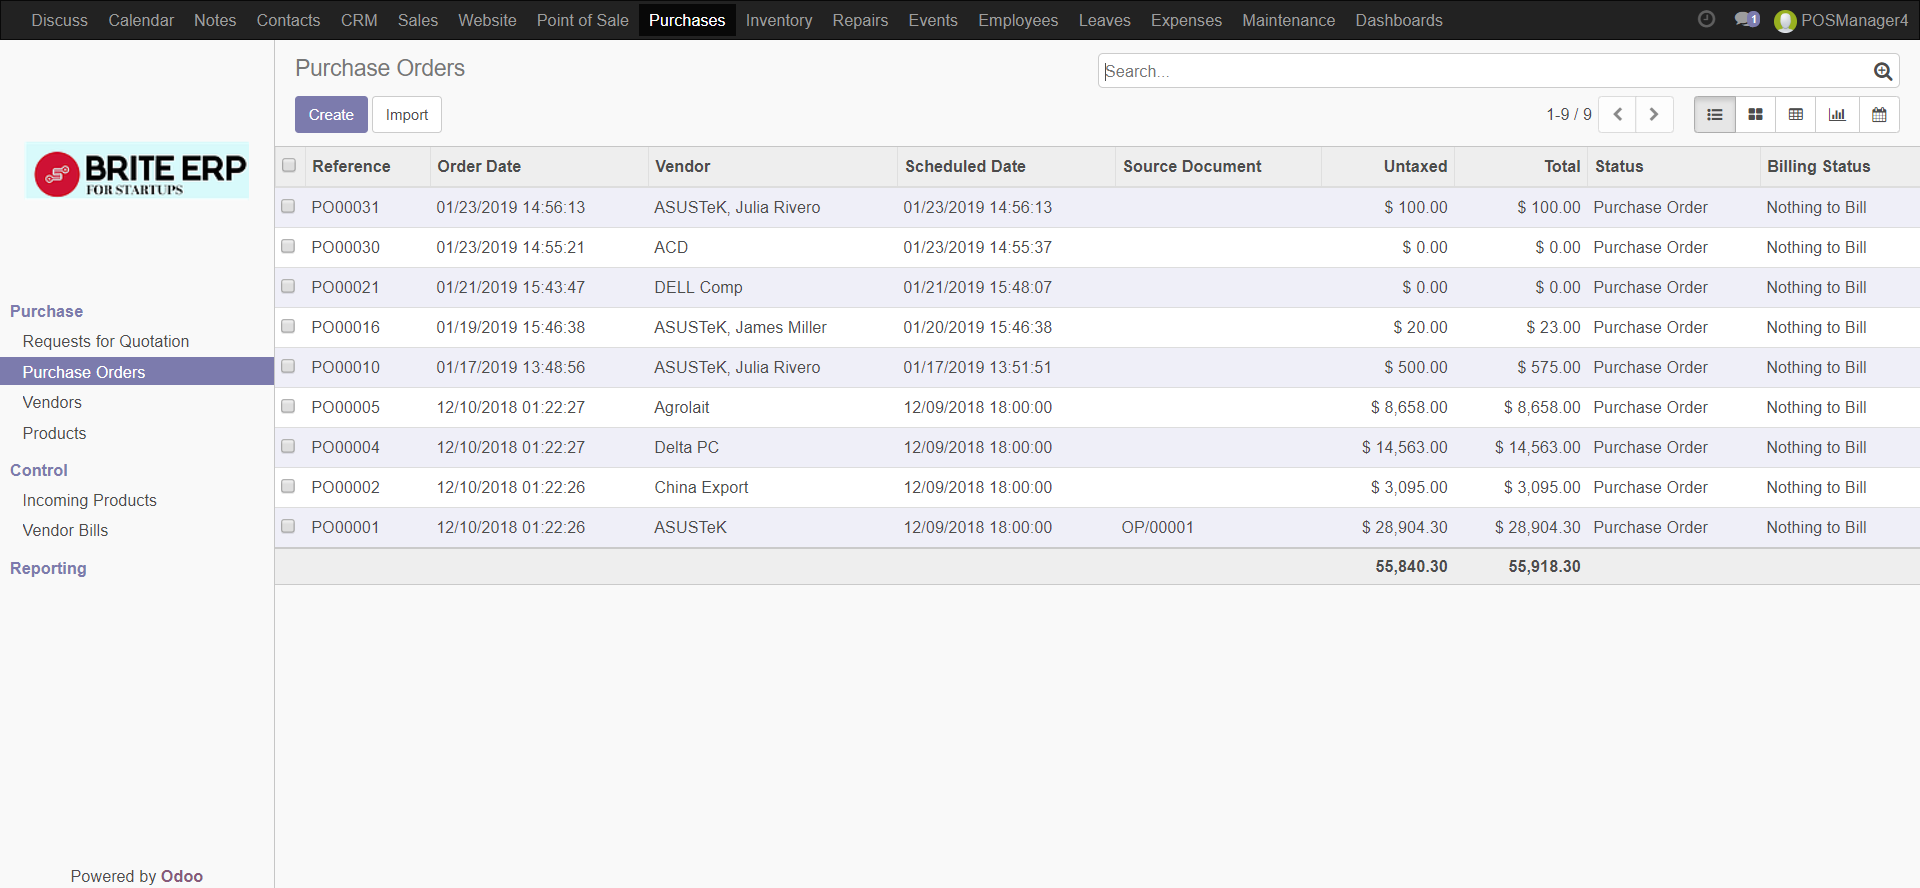 Discuss Calendar Notes Contacts CRM Sales Website Point of Sale Purchases Inventory Repairs Events Employees Leaves Expenses Maintenance Dashboards 1 POSManager4
Purchase Orders
Search...
Create Import
1-9 / 9
BRITE ERP
FOR STARTUPS
Purchase
Requests for Quotation
Purchase Orders
Vendors
Products
Control
Incoming Products
Vendor Bills
Reporting
Powered by Odoo
Reference Order Date Vendor Scheduled Date Source Document Untaxed Total Status Billing Status
PO00031 01/23/2019 14:56:13 ASUSTeK, Julia Rivero 01/23/2019 14:56:13 $ 100.00 $ 100.00 Purchase Order Nothing to Bill
PO00030 01/23/2019 14:55:21 ACD 01/23/2019 14:55:37 $ 0.00 $ 0.00 Purchase Order Nothing to Bill
PO00021 01/21/2019 15:43:47 DELL Comp 01/21/2019 15:48:07 $ 0.00 $ 0.00 Purchase Order Nothing to Bill
PO00016 01/19/2019 15:46:38 ASUSTeK, James Miller 01/20/2019 15:46:38 $ 20.00 $ 23.00 Purchase Order Nothing to Bill
PO00010 01/17/2019 13:48:56 ASUSTeK, Julia Rivero 01/17/2019 13:51:51 $ 500.00 $ 575.00 Purchase Order Nothing to Bill
PO00005 12/10/2018 01:22:27 Agrolait 12/09/2018 18:00:00 $ 8,658.00 $ 8,658.00 Purchase Order Nothing to Bill
PO00004 12/10/2018 01:22:27 Delta PC 12/09/2018 18:00:00 $ 14,563.00 $ 14,563.00 Purchase Order Nothing to Bill
PO00002 12/10/2018 01:22:26 China Export 12/09/2018 18:00:00 $ 3,095.00 $ 3,095.00 Purchase Order Nothing to Bill
PO00001 12/10/2018 01:22:26 ASUSTeK 12/09/2018 18:00:00 OP/00001 $ 28,904.30 $ 28,904.30 Purchase Order Nothing to Bill
55,840.30 55,918.30